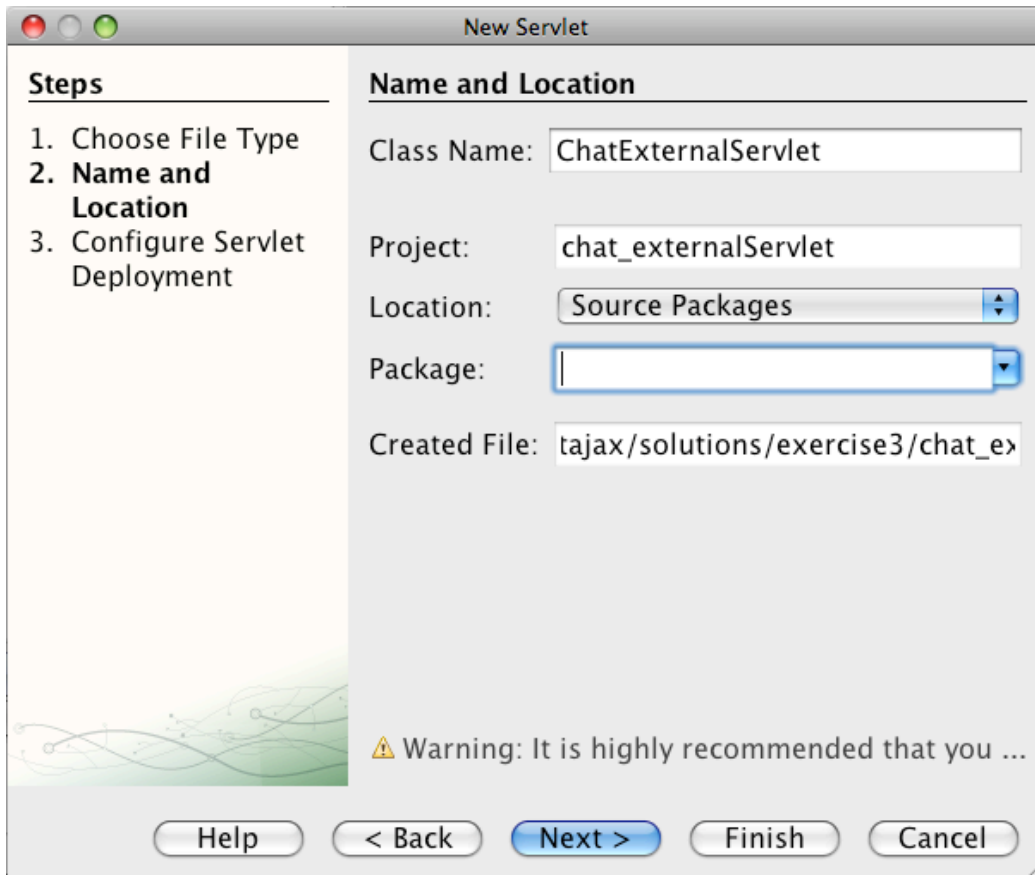 New Servlet
Steps
1. Choose File Type
2. Name and
Location
3. Configure Servlet
Deployment
Name and Location
Class Name: ChatExternalServlet
Project: chat_externalServlet
Location: Source Packages
Package:
Created File: tajax/solutions/exercise3/chat_ex
Warning: It is highly recommended that you ...
Help < Back Next > Finish Cancel